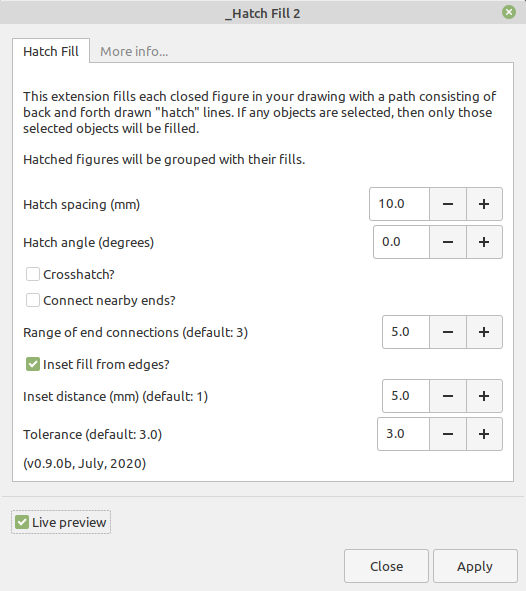 _Hatch Fill 2
Hatch Fill
More info...
This extension fills each closed figure in your drawing with a path consisting of
back and forth drawn "hatch" lines. If any objects are selected, then only those
selected objects will be filled.
Hatched figures will be grouped with their fills.
Hatch spacing (mm) 10.0 − +
Hatch angle (degrees) 0.0 − +
Crosshatch?
Connect nearby ends?
Range of end connections (default: 3) 5.0 − +
Inset fill from edges?
Inset distance (mm) (default: 1) 5.0 − +
Tolerance (default: 3.0) 3.0 − +
(v0.9.0b, July, 2020)
Live preview
Close
Apply